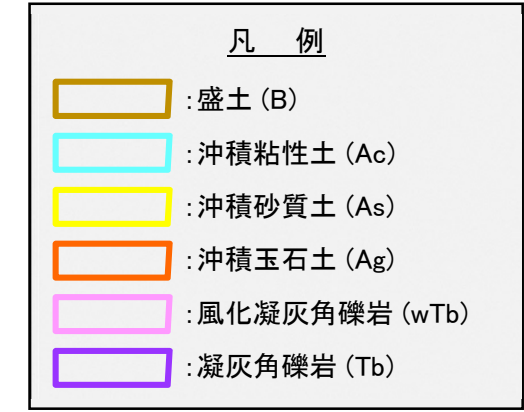 凡 例
:盛土(B)
:沖積粘性土(Ac)
:沖積砂質土(As)
:沖積玉石土(Ag)
:風化凝灰角礫岩(wTb)
:凝灰角礫岩(Tb)